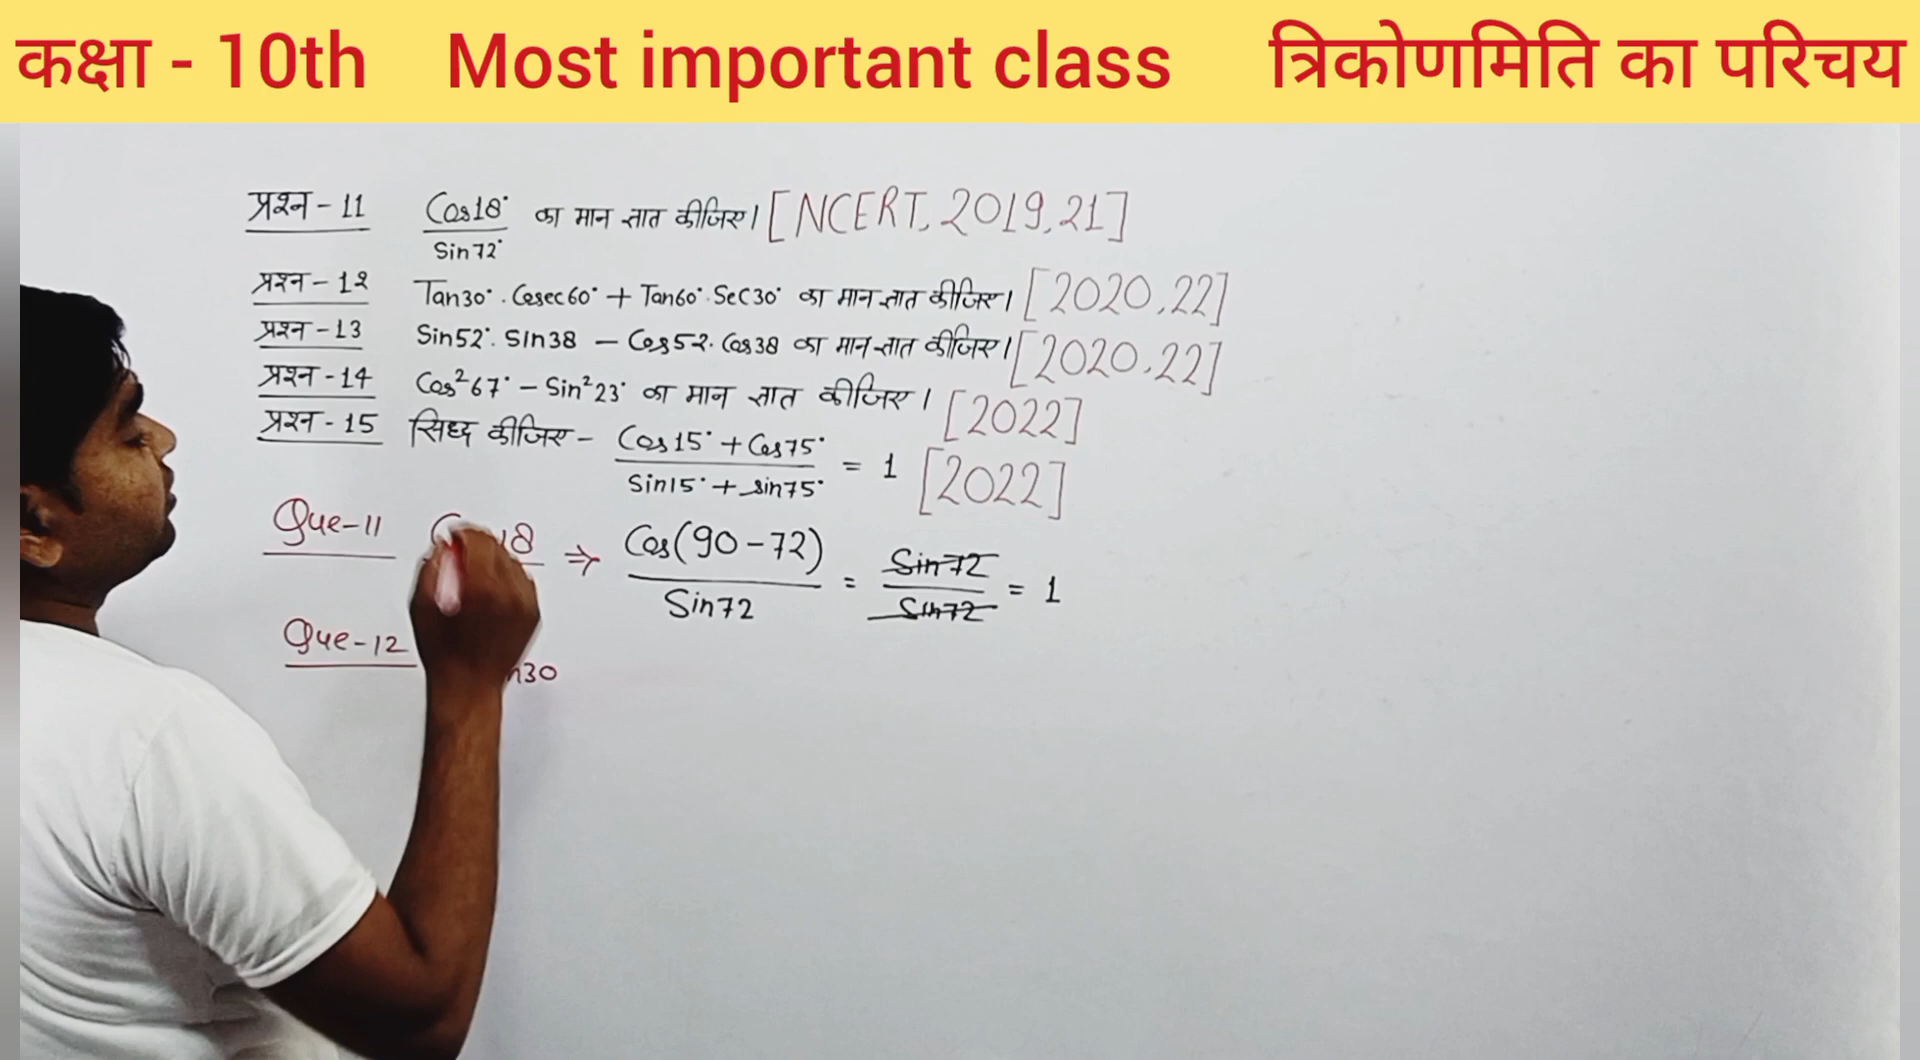 कक्षा - 10th Most important class त्रिकोणमिति का परिचय
प्रश्न - 11 Cos18° / Sin72° का मान ज्ञात कीजिए। [NCERT, 2019, 21]
प्रश्न - 12 Tan30° . Cosec60° + Tan60° . Sec30° का मान ज्ञात कीजिए। [2020, 22]
प्रश्न - 13 Sin52° . Sin38 - Cos52 . Cos38 का मान ज्ञात कीजिए। [2020, 22]
प्रश्न - 14 Cos²67° - Sin²23° का मान ज्ञात कीजिए। [2022]
प्रश्न - 15 सिध्द कीजिए - Cos15° + Cos75° / Sin15° + Sin75° = 1 [2022]
Que-11 18 ⇒ Cos(90-72) / Sin72 = Sin72 / Sin72 = 1
Que-12 30